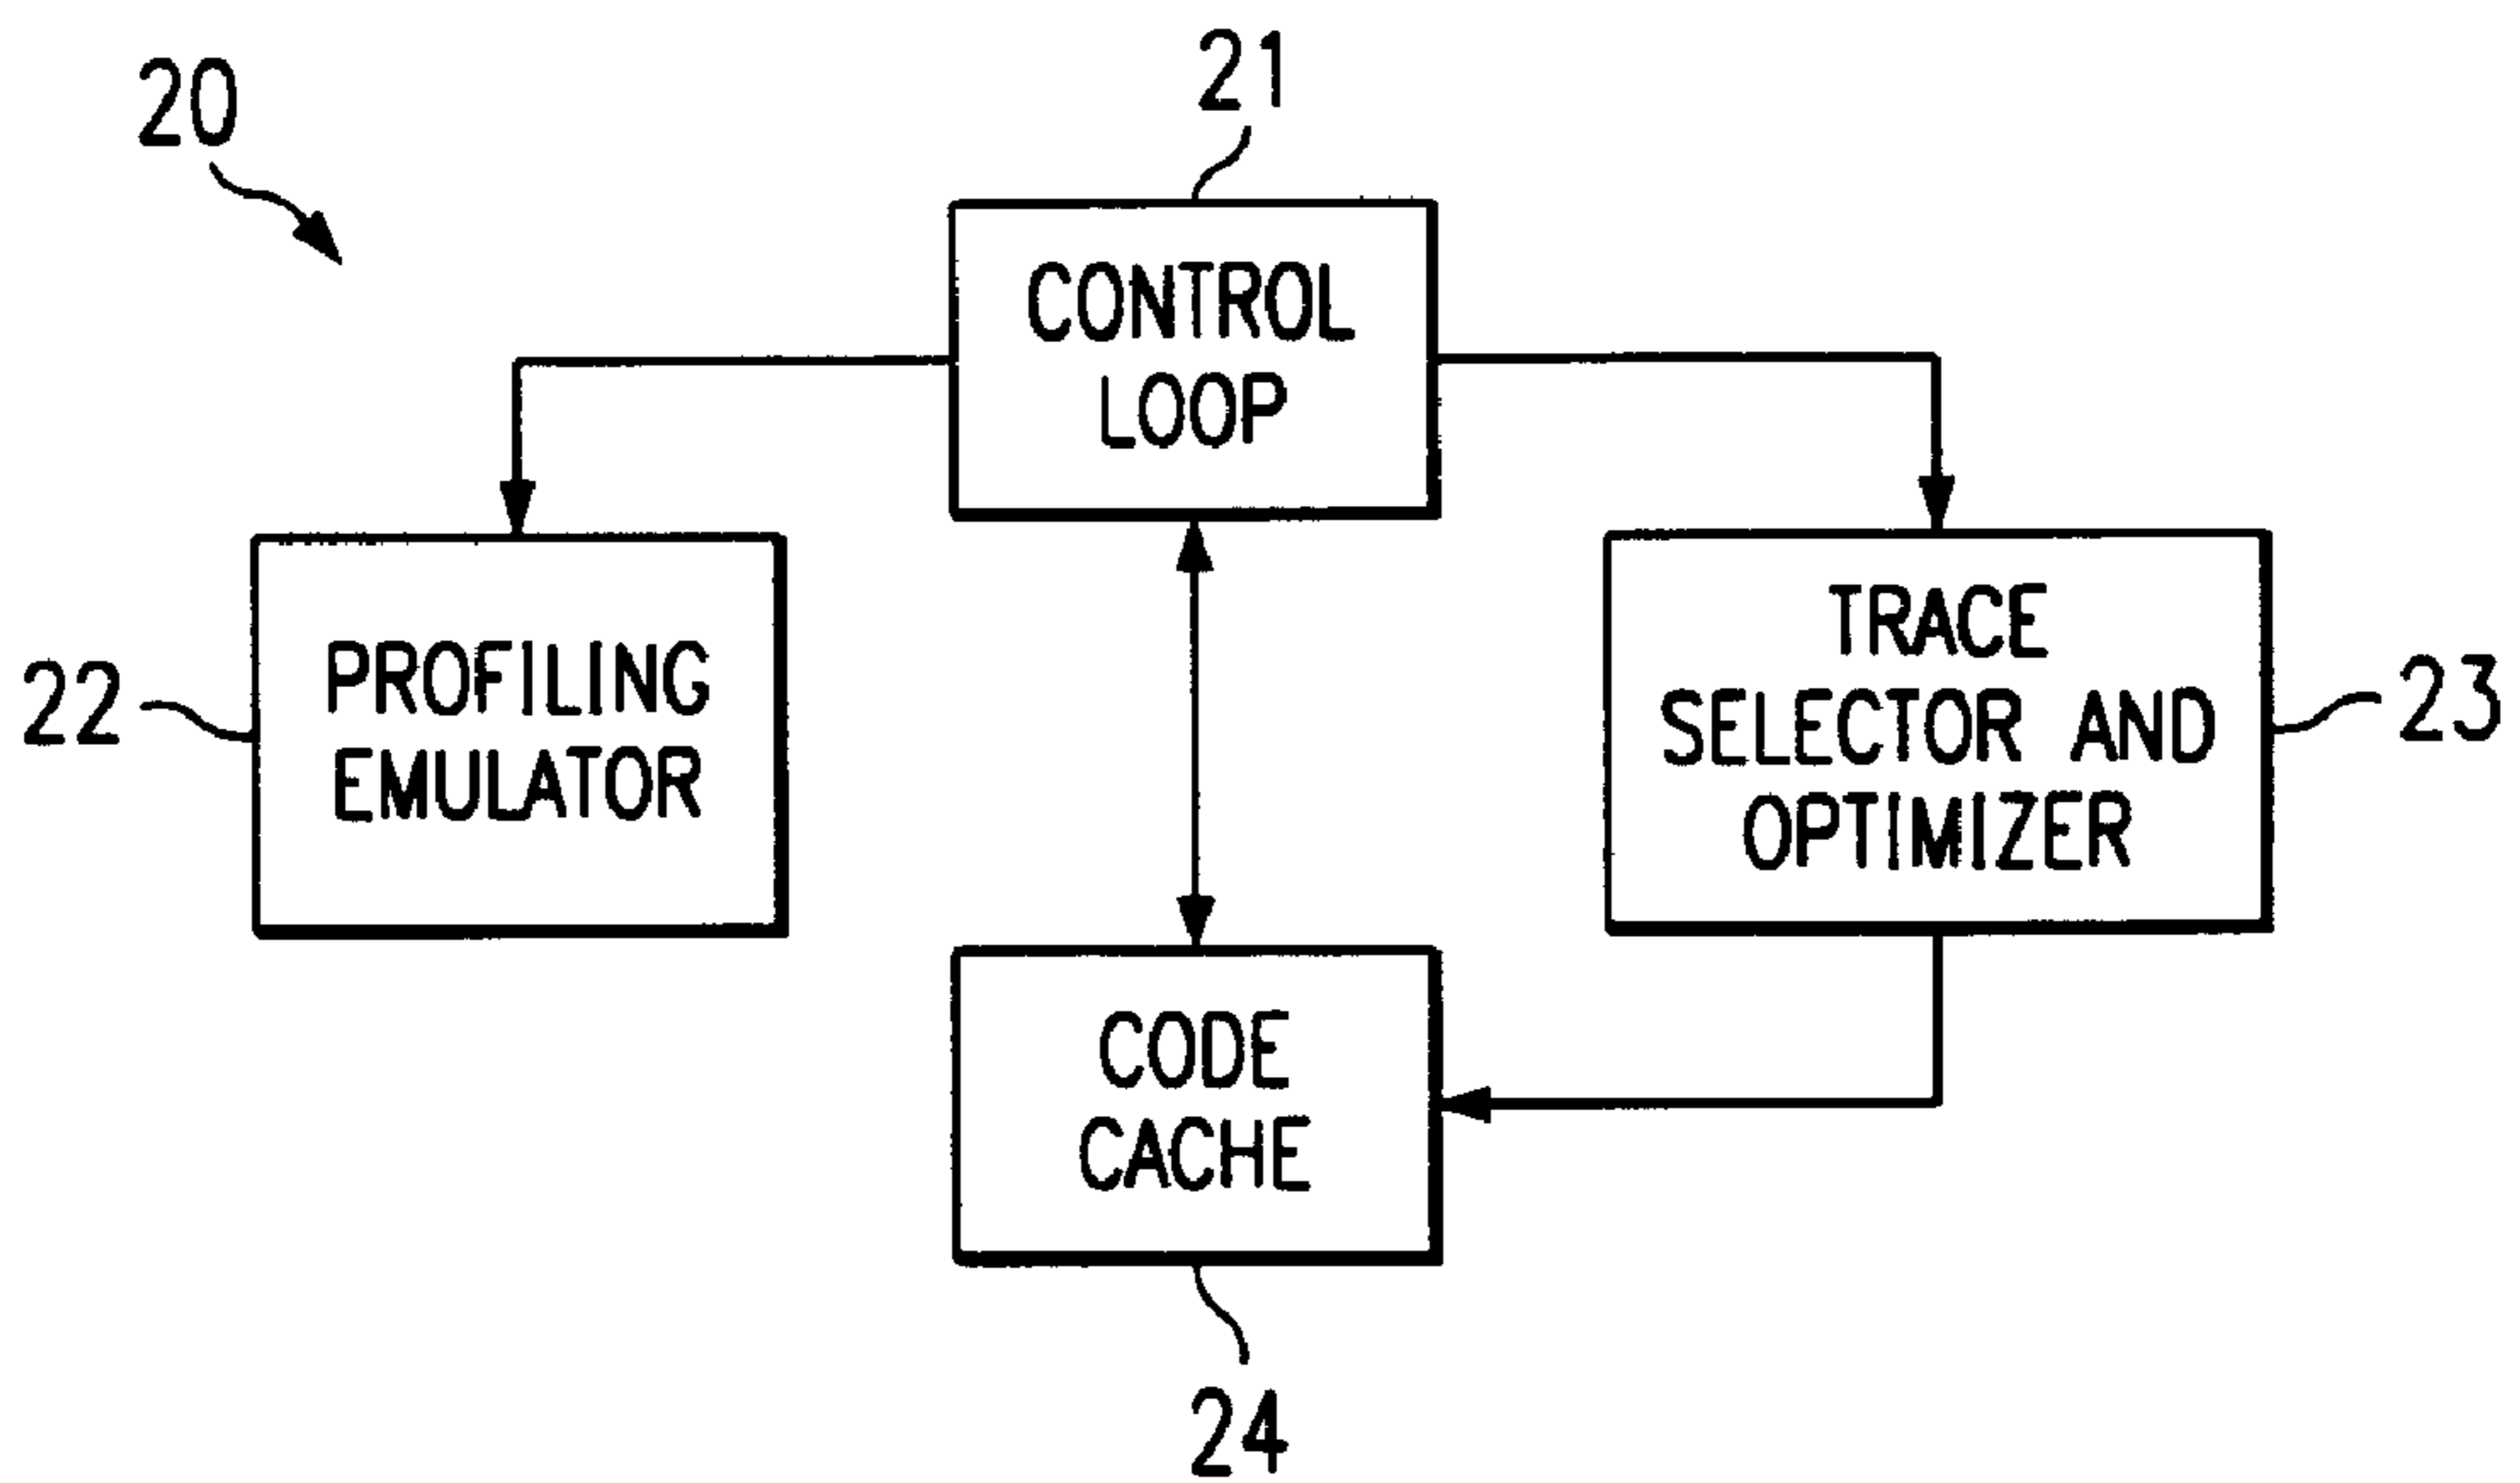 20
21
CONTROL
LOOP
22
PROFILING
EMULATOR
TRACE
SELECTOR AND
OPTIMIZER
23
CODE
CACHE
24